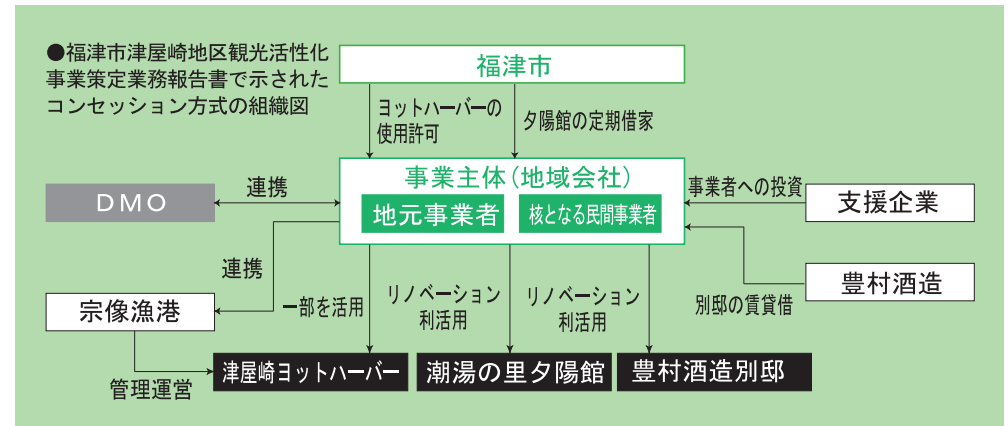 ●福津市津屋崎地区観光活性化
事業策定業務報告書で示された
コンセッション方式の組織図
福津市
ヨットハーバーの
使用許可
夕陽館の定期借家
事業主体(地域会社)
地元事業者
核となる民間事業者
DMO
連携
事業者への投資
支援企業
連携
宗像漁港
一部を活用
リノベーション
利活用
リノベーション
利活用
別邸の賃貸借
豊村酒造
管理運営
津屋崎ヨットハーバー
潮湯の里夕陽館
豊村酒造別邸